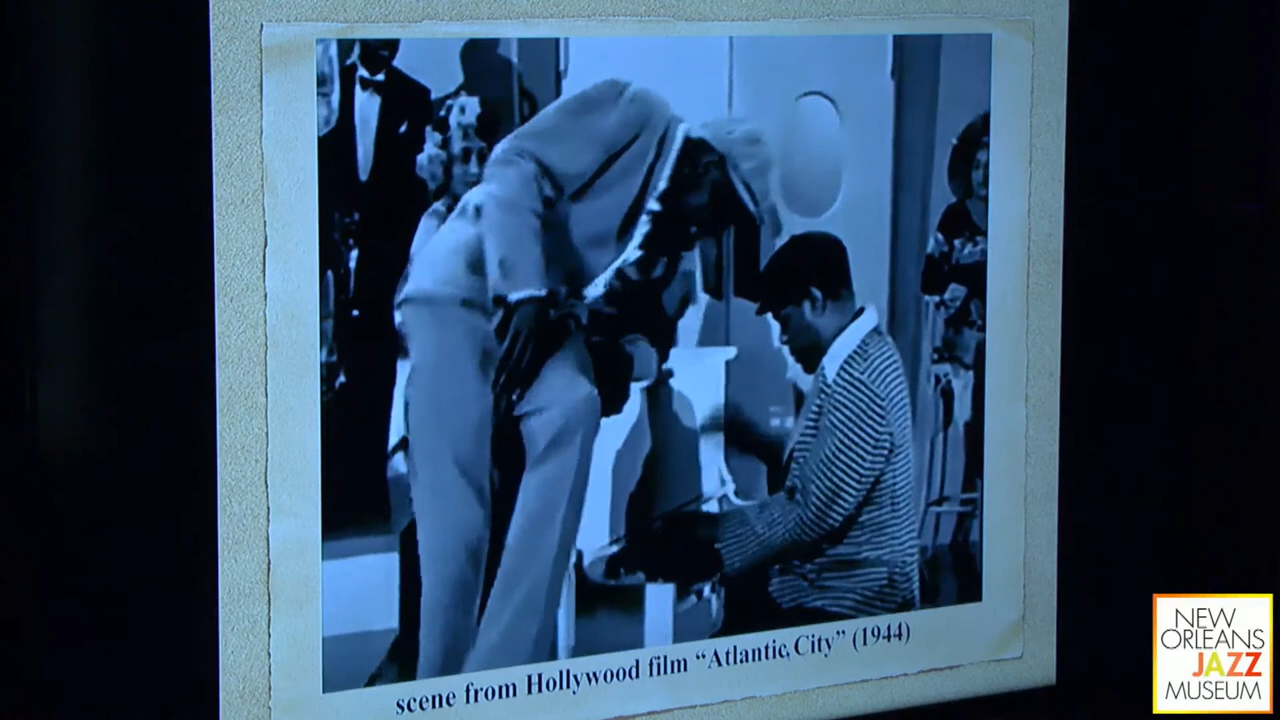 scene from Hollywood film “Atlantic City” (1944)
NEW
ORLEANS
JAZZ
MUSEUM